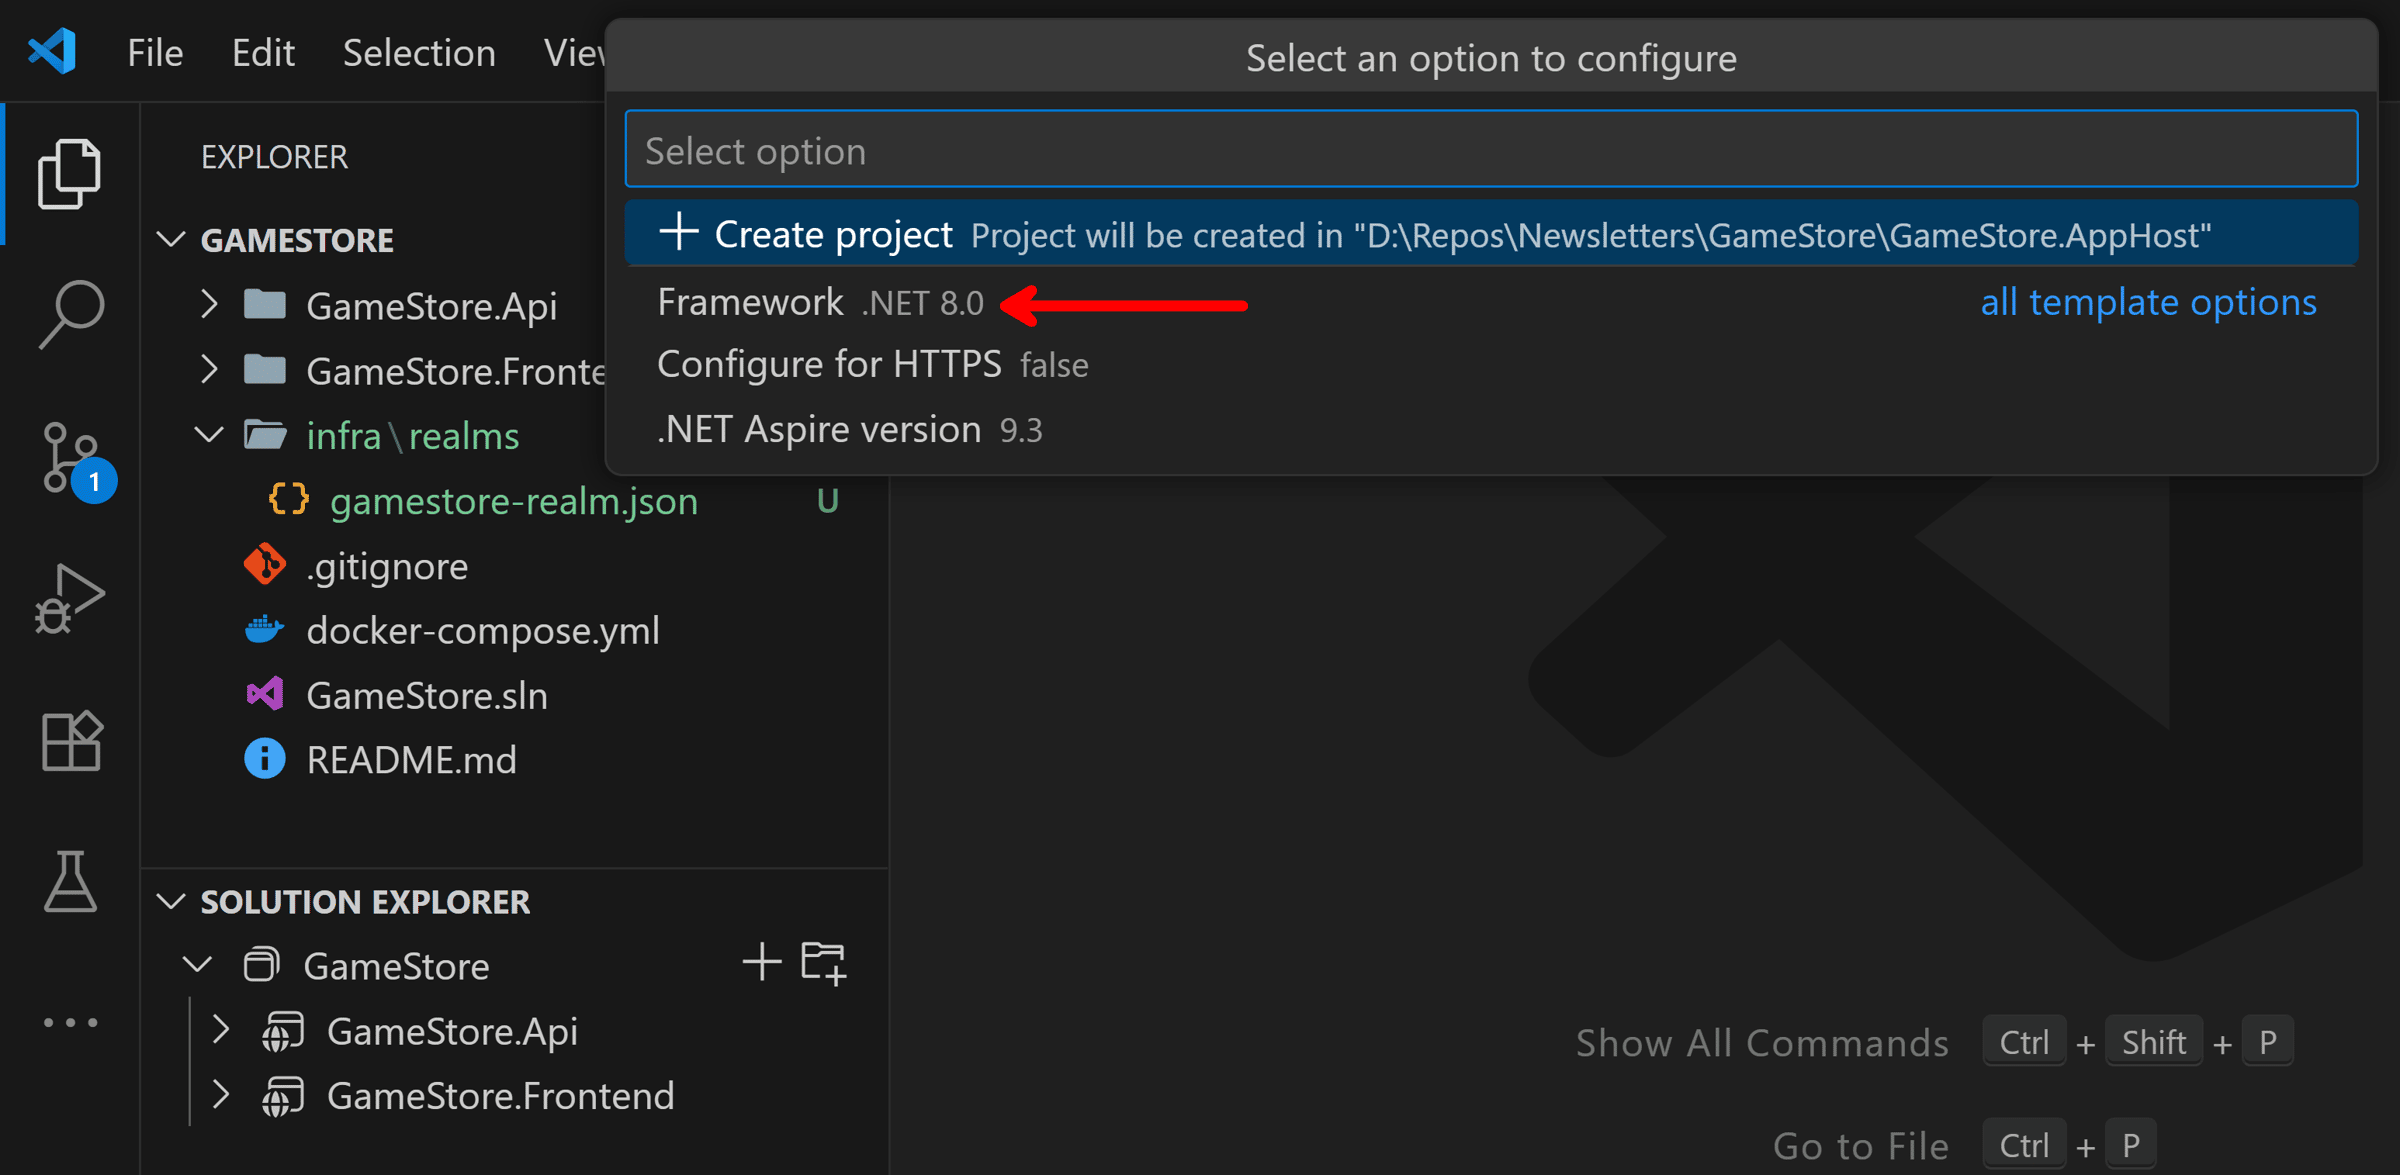 File Edit Selection View
Select an option to configure
Select option
Create project Project will be created in "D:\Repos\Newsletters\GameStore\GameStore.AppHost"
Framework .NET 8.0 all template options
Configure for HTTPS false
.NET Aspire version 9.3
EXPLORER
GAMESTORE
GameStore.Api
GameStore.Fronte
infra\realms
{} gamestore-realm.json U
.gitignore
docker-compose.yml
GameStore.sln
README.md
1
SOLUTION EXPLORER
GameStore
GameStore.Api
GameStore.Frontend
Show All Commands Ctrl + Shift + P
Go to File Ctrl + P